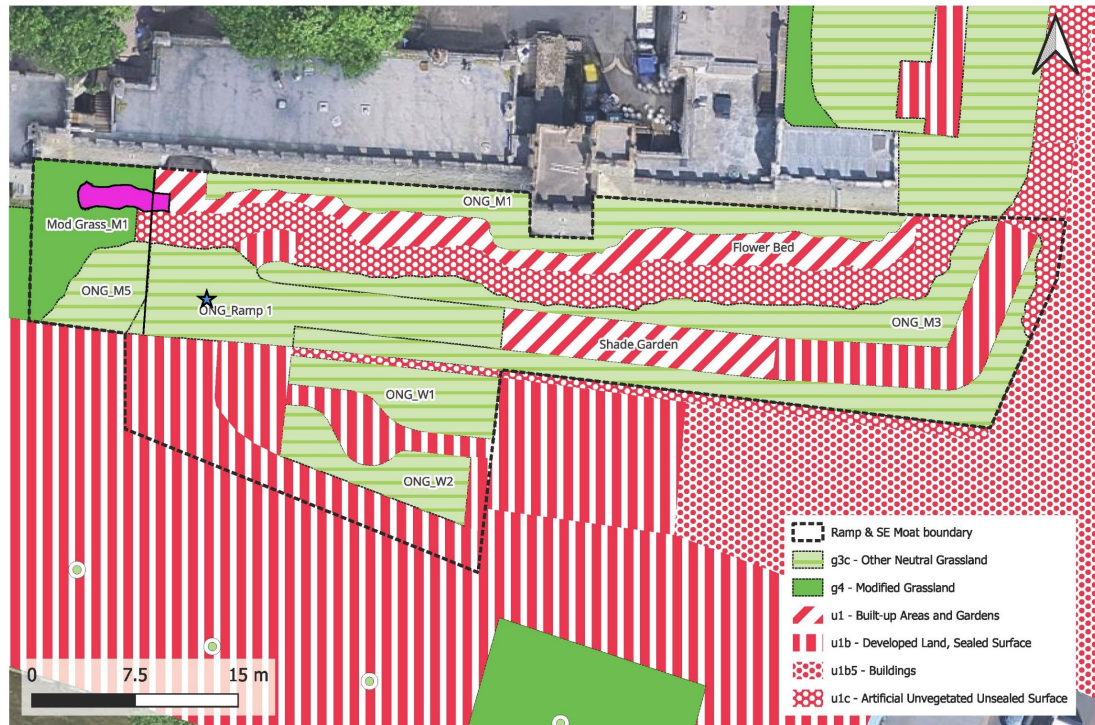 ONG_M1
Mod Grass_M1
Flower Bed
ONG_M5
ONG_Ramp 1
ONG_M3
Shade Garden
ONG_W1
ONG_W2
Ramp & SE Moat boundary
g3c - Other Neutral Grassland
g4 - Modified Grassland
u1 - Built-up Areas and Gardens
u1b - Developed Land, Sealed Surface
u1b5 - Buildings
u1c - Artificial Unvegetated Unsealed Surface
0 7.5 15 m